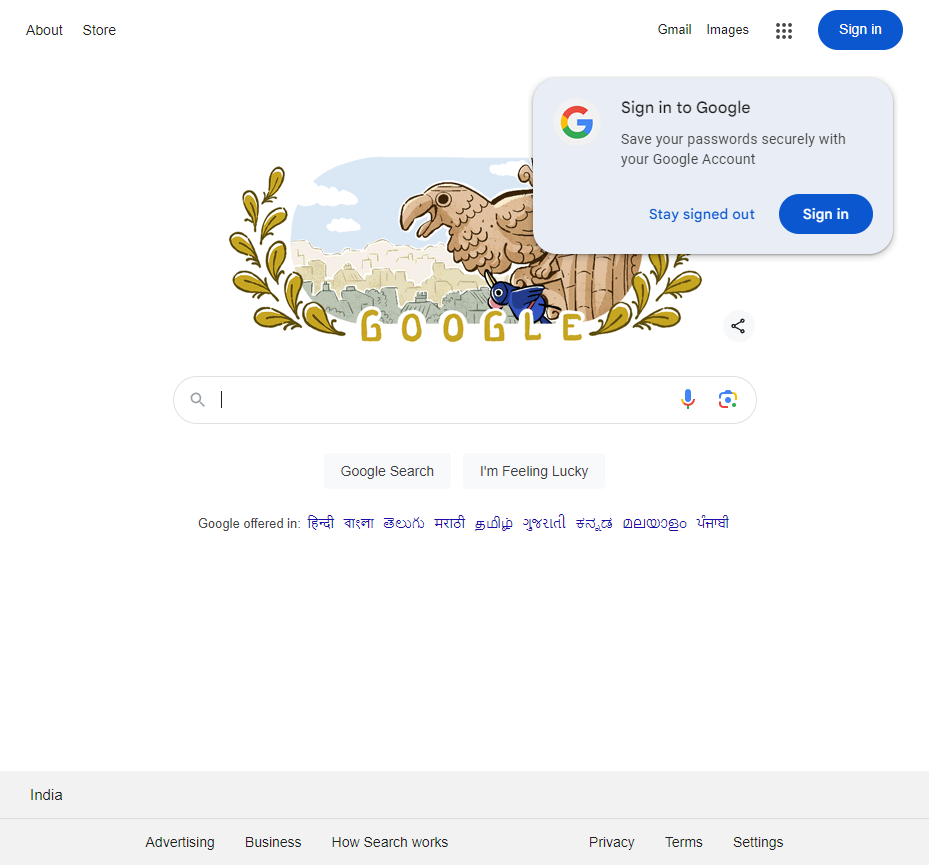 About Store Gmail Images Sign in
Sign in to Google
Save your passwords securely with
your Google Account
Stay signed out Sign in
GOOGLE
Google Search I'm Feeling Lucky
Google offered in: हिन्दी বাংলা తెలుగు मराठी தமிழ் ગુજરાતી ಕನ್ನಡ മലയാളം ਪੰਜਾਬੀ
India
Advertising Business How Search works Privacy Terms Settings